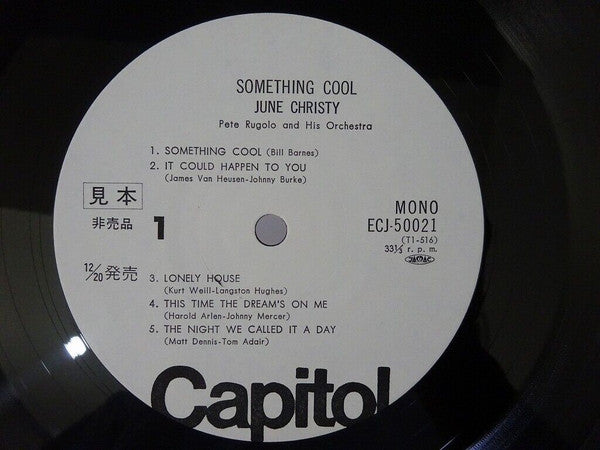 SOMETHING COOL
JUNE CHRISTY
Pete Rugolo and His Orchestra
1. SOMETHING COOL (Bill Barnes)
2. IT COULD HAPPEN TO YOU
(James Van Heusen-Johnny Burke)
見本
非売品
1
MONO
ECJ-50021
(T1-516)
33⅓ r. p. m.
JASRAC
12/20 発売
3. LONELY HOUSE
(Kurt Weill-Langston Hughes)
4. THIS TIME THE DREAM'S ON ME
(Harold Arlen-Johnny Mercer)
5. THE NIGHT WE CALLED IT A DAY
(Matt Dennis-Tom Adair)
Capitol